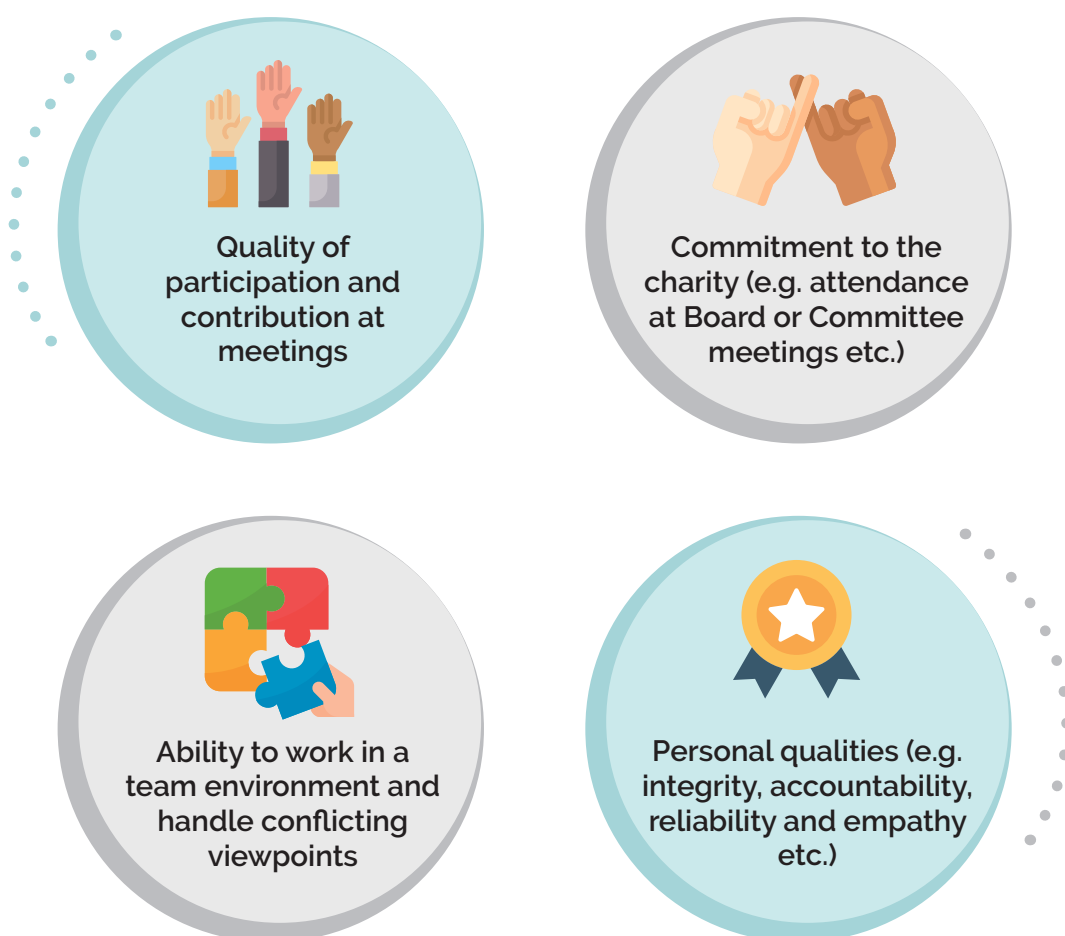 Quality of
participation and
contribution at
meetings
Commitment to the
charity (e.g. attendance
at Board or Committee
meetings etc.)
Ability to work in a
team environment and
handle conflicting
viewpoints
Personal qualities (e.g.
integrity, accountability,
reliability and empathy
etc.)